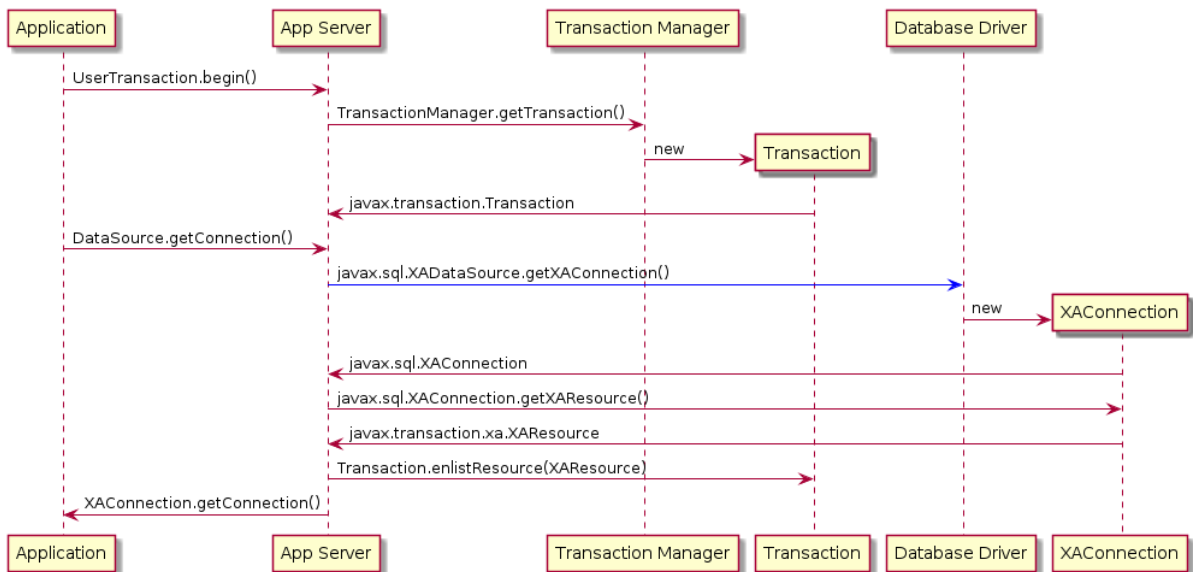 Application
App Server
Transaction Manager
Database Driver
UserTransaction.begin()
TransactionManager.getTransaction()
new
Transaction
javax.transaction.Transaction
DataSource.getConnection()
javax.sql.XADataSource.getXAConnection()
new
XAConnection
javax.sql.XAConnection
javax.sql.XAConnection.getXAResource()
javax.transaction.xa.XAResource
Transaction.enlistResource(XAResource)
XAConnection.getConnection()
Application
App Server
Transaction Manager
Transaction
Database Driver
XAConnection